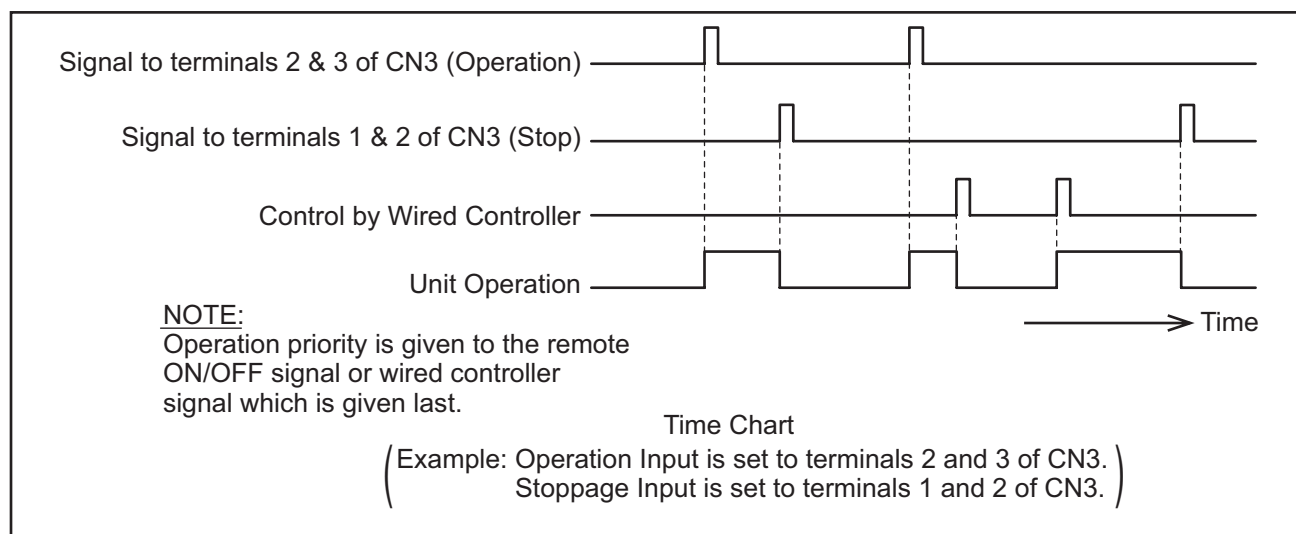 Signal to terminals 2 & 3 of CN3 (Operation)
Signal to terminals 1 & 2 of CN3 (Stop)
Control by Wired Controller
Unit Operation
Time
NOTE:
Operation priority is given to the remote
ON/OFF signal or wired controller
signal which is given last.
Time Chart
(Example: Operation Input is set to terminals 2 and 3 of CN3.
Stoppage Input is set to terminals 1 and 2 of CN3.)